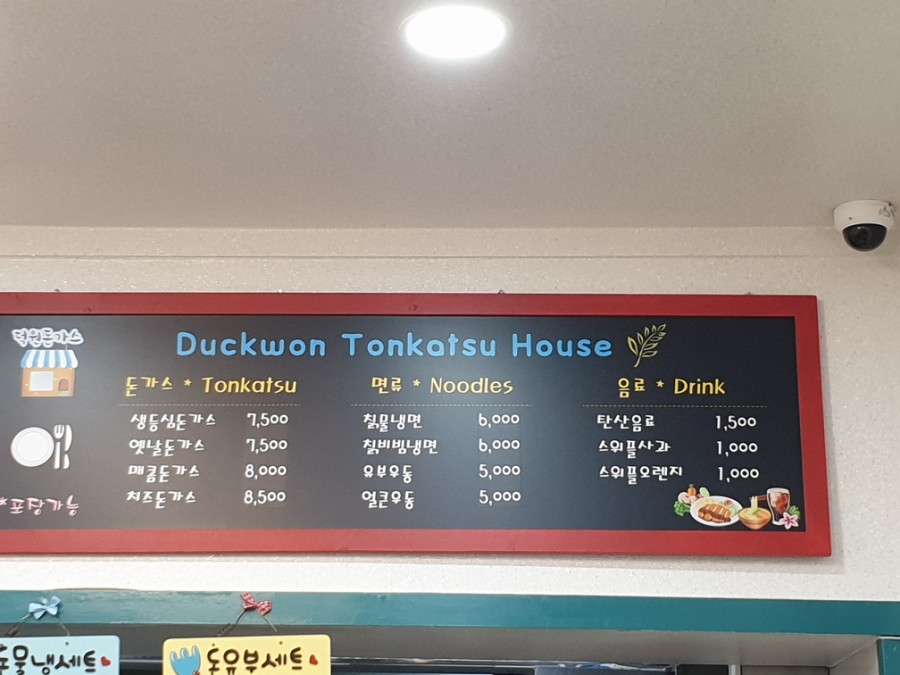 덕원돈가스
Duckwon Tonkatsu House
돈가스 * Tonkatsu
생등심돈가스 7,500
옛날돈가스 7,500
매콤돈가스 8,000
치즈돈가스 8,500
면류 * Noodles
칡물냉면 6,000
칡비빔냉면 6,000
유부우동 5,000
얼큰우동 5,000
음료 * Drink
탄산음료 1,500
스위플사과 1,000
스위플오렌지 1,000
*포장가능
돈유부세트